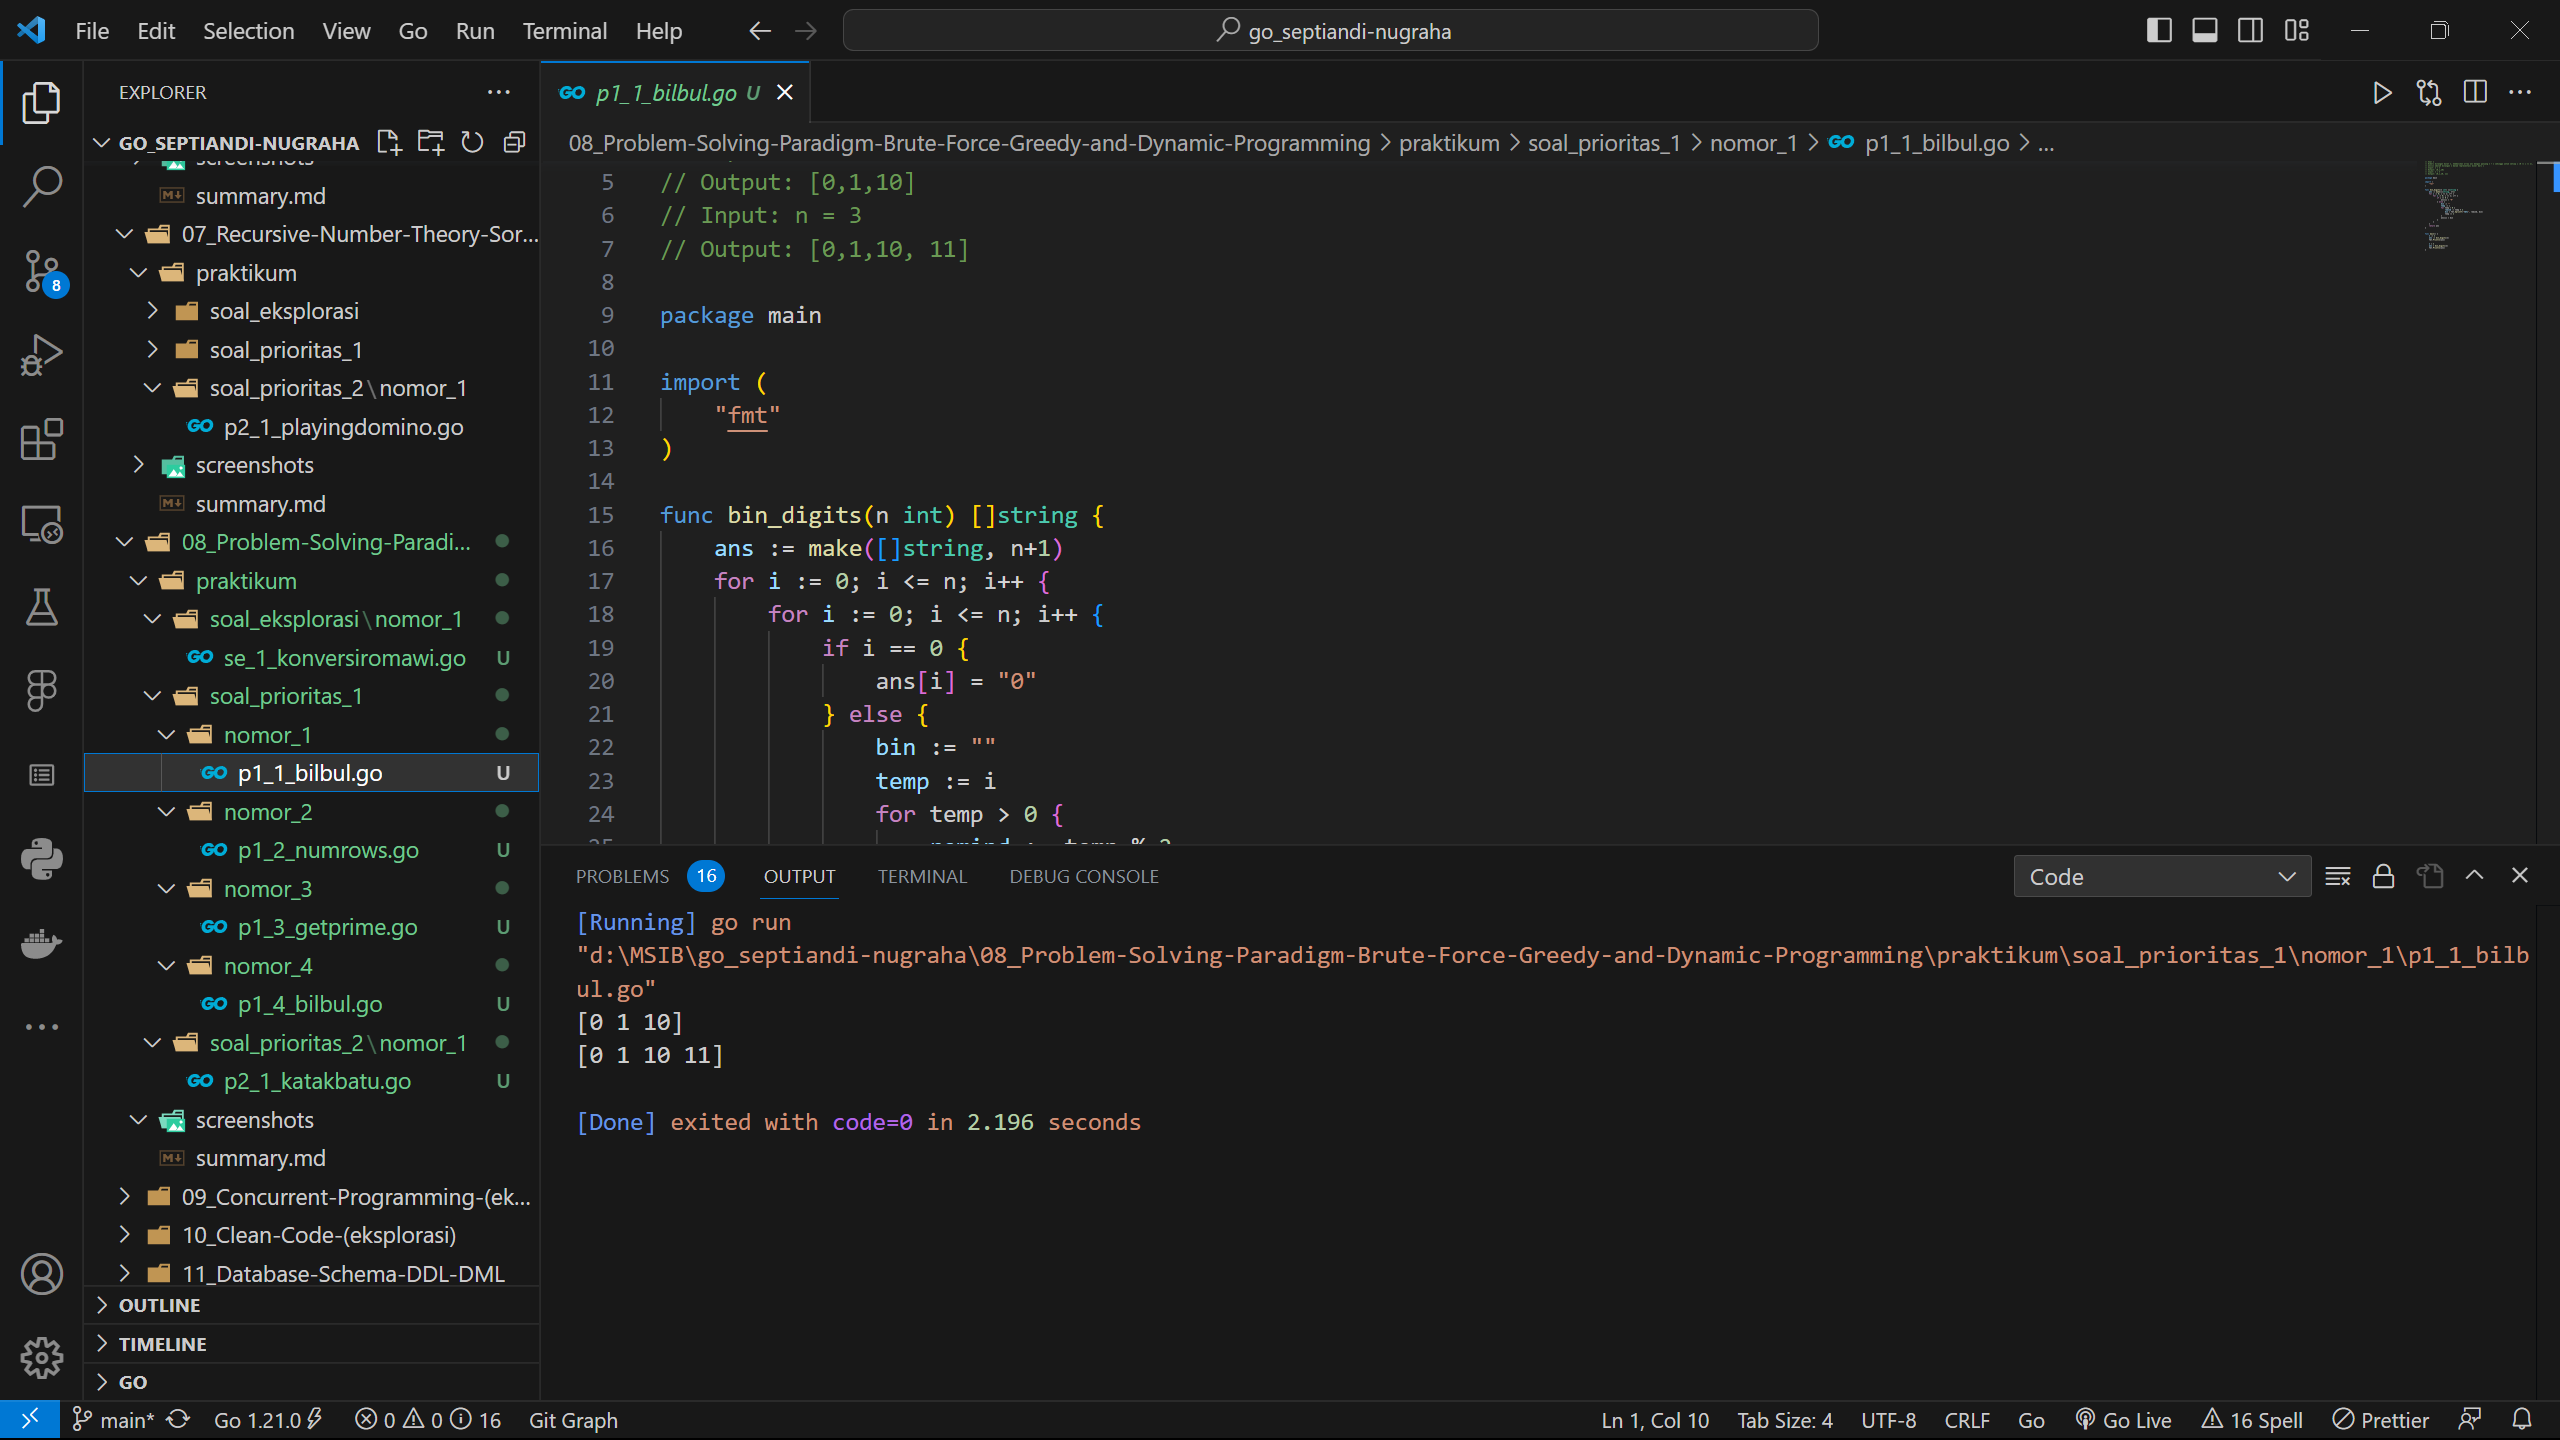 File Edit Selection View Go Run Terminal Help
go_septiandi-nugraha
EXPLORER
GO_SEPTIANDI-NUGRAHA
screenshots
summary.md
07_Recursive-Number-Theory-Sor...
praktikum
soal_eksplorasi
soal_prioritas_1
soal_prioritas_2\nomor_1
p2_1_playingdomino.go
screenshots
summary.md
08_Problem-Solving-Paradi...
praktikum
soal_eksplorasi\nomor_1
se_1_konversiromawi.go U
soal_prioritas_1
nomor_1
p1_1_bilbul.go U
nomor_2
p1_2_numrows.go U
nomor_3
p1_3_getprime.go U
nomor_4
p1_4_bilbul.go U
soal_prioritas_2\nomor_1
p2_1_katakbatu.go U
screenshots
summary.md
09_Concurrent-Programming-(ek...
10_Clean-Code-(eksplorasi)
11_Database-Schema-DDL-DML
OUTLINE
TIMELINE
GO
8
p1_1_bilbul.go U
08_Problem-Solving-Paradigm-Brute-Force-Greedy-and-Dynamic-Programming > praktikum > soal_prioritas_1 > nomor_1 > p1_1_bilbul.go > ...
5 // Output: [0,1,10]
6 // Input: n = 3
7 // Output: [0,1,10, 11]
8
9 package main
10
11 import (
12 "fmt"
13 )
14
15 func bin_digits(n int) []string {
16 ans := make([]string, n+1)
17 for i := 0; i <= n; i++ {
18 for i := 0; i <= n; i++ {
19 if i == 0 {
20 ans[i] = "0"
21 } else {
22 bin := ""
23 temp := i
24 for temp > 0 {
PROBLEMS 16 OUTPUT TERMINAL DEBUG CONSOLE
Code
[Running] go run
"d:\MSIB\go_septiandi-nugraha\08_Problem-Solving-Paradigm-Brute-Force-Greedy-and-Dynamic-Programming\praktikum\soal_prioritas_1\nomor_1\p1_1_bilb
ul.go"
[0 1 10]
[0 1 10 11]
[Done] exited with code=0 in 2.196 seconds
main* Go 1.21.0 0 0 16 Git Graph Ln 1, Col 10 Tab Size: 4 UTF-8 CRLF Go Go Live 16 Spell Prettier